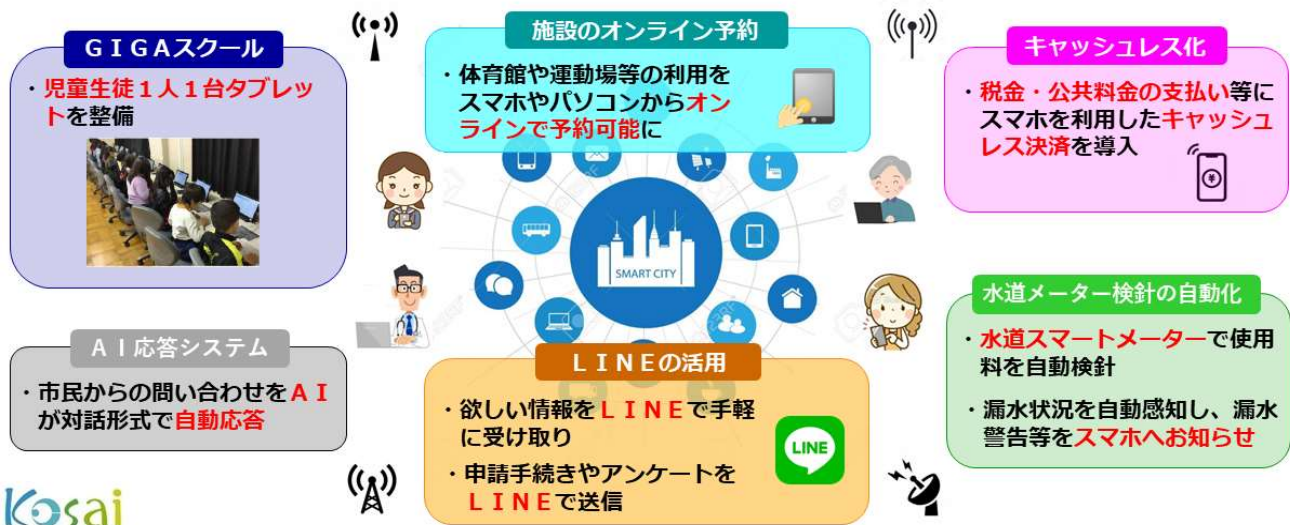 ＧＩＧＡスクール
・児童生徒１人１台タブレッ
トを整備
施設のオンライン予約
・体育館や運動場等の利用を
スマホやパソコンからオン
ラインで予約可能に
キャッシュレス化
・税金・公共料金の支払い等に
スマホを利用したキャッシュ
レス決済を導入
SMART CITY
ＡＩ応答システム
・市民からの問い合わせをＡＩ
が対話形式で自動応答
ＬＩＮＥの活用
・欲しい情報をＬＩＮＥで手軽
に受け取り
・申請手続きやアンケートを
ＬＩＮＥで送信
LINE
水道メーター検針の自動化
・水道スマートメーターで使用
料を自動検針
・漏水状況を自動感知し、漏水
警告等をスマホへお知らせ
Kosai